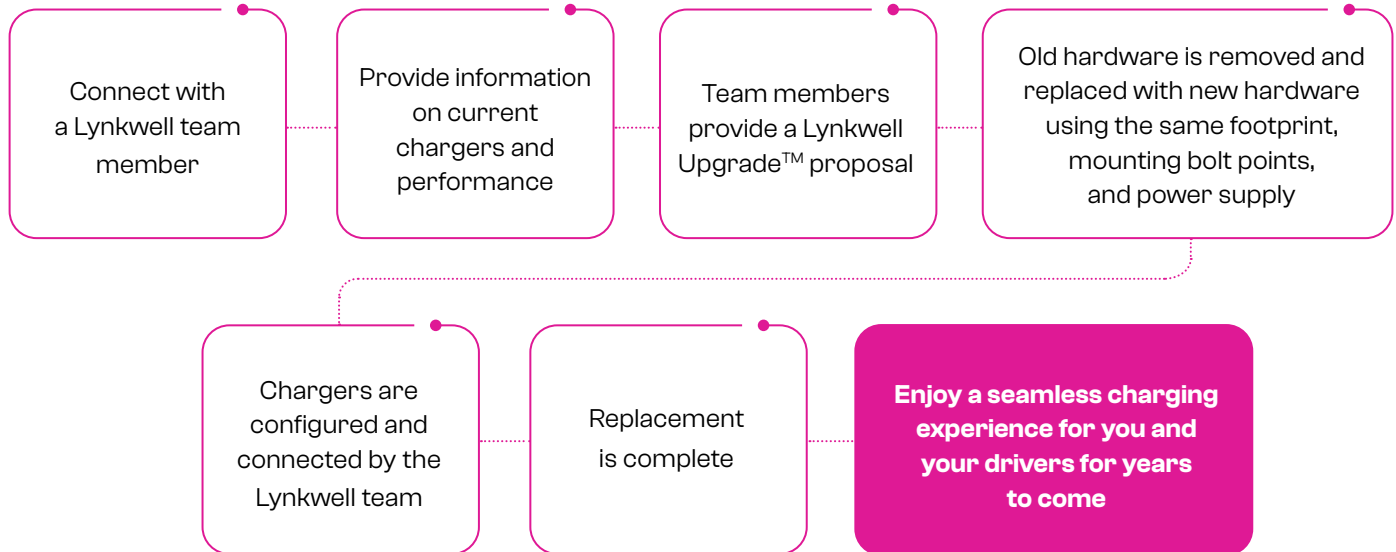 Connect with
a Lynkwell team
member
Provide information
on current
chargers and
performance
Team members
provide a Lynkwell
Upgrade™ proposal
Old hardware is removed and
replaced with new hardware
using the same footprint,
mounting bolt points,
and power supply
Chargers are
configured and
connected by the
Lynkwell team
Replacement
is complete
Enjoy a seamless charging
experience for you and
your drivers for years
to come